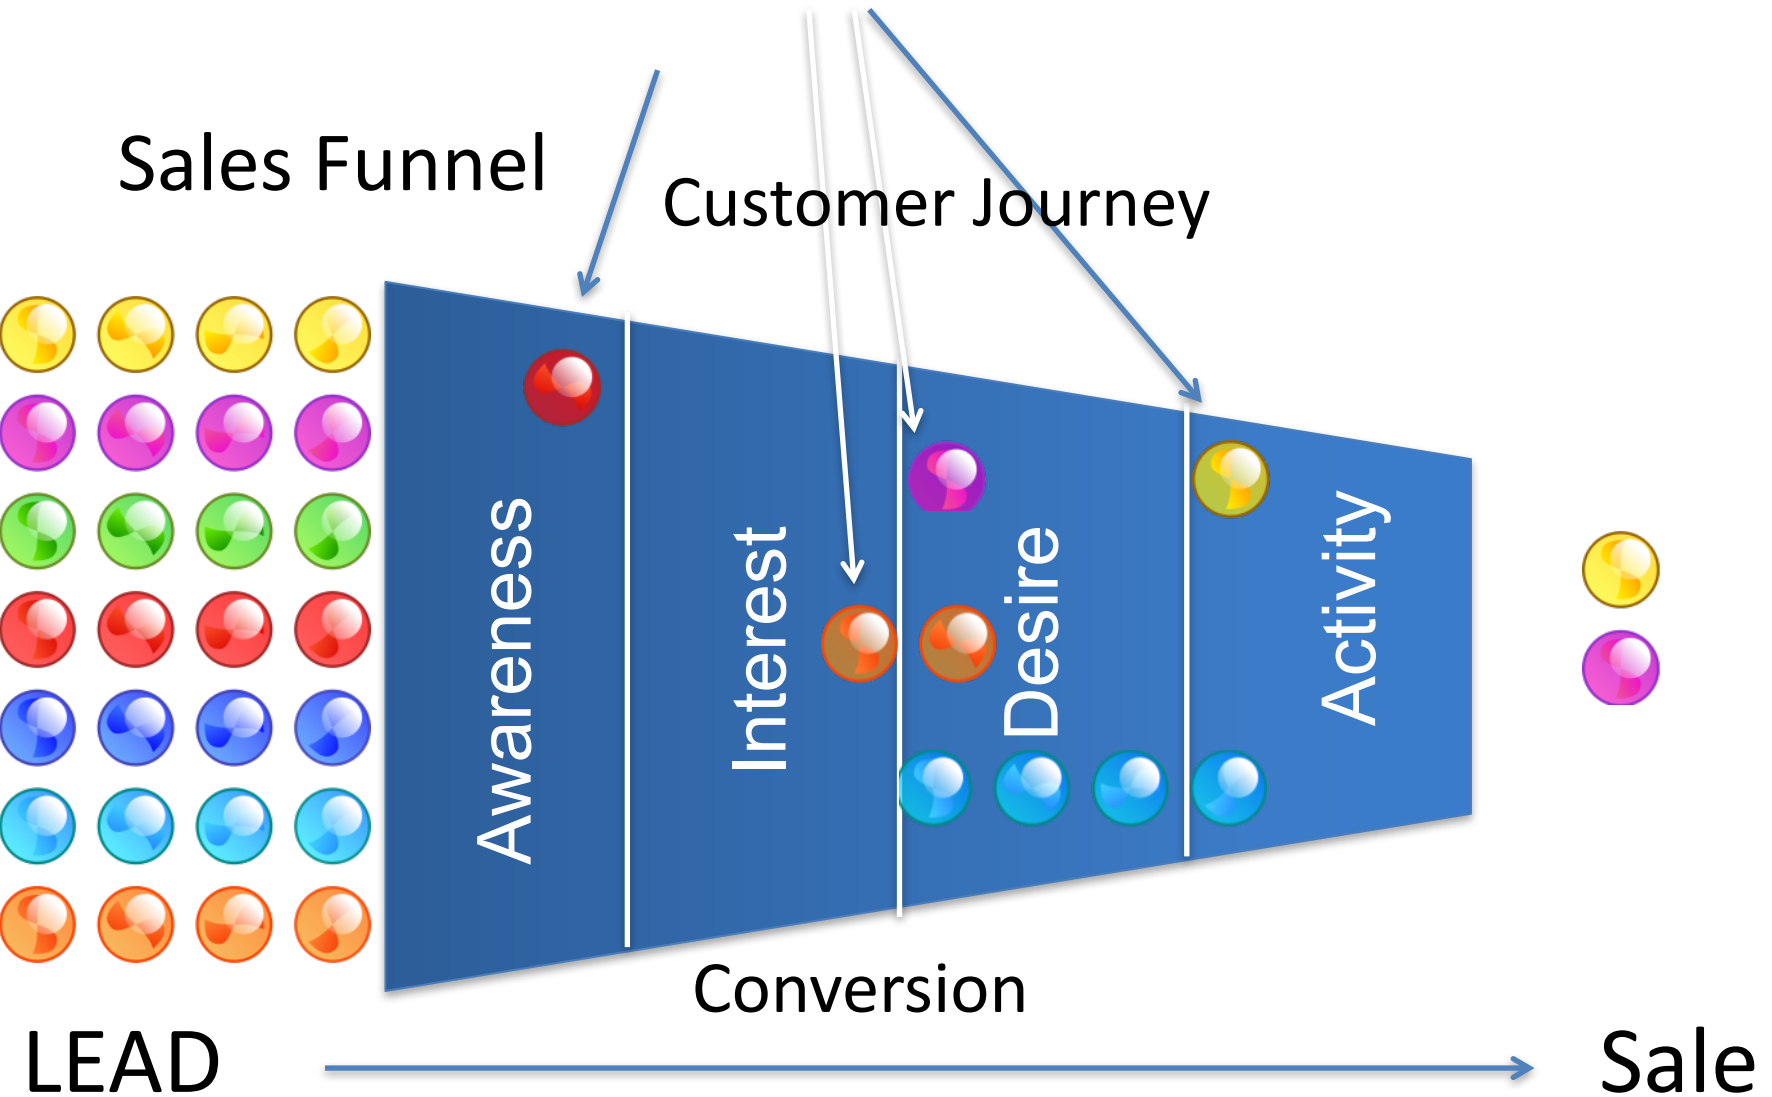 Sales Funnel
Customer Journey
Awareness
Interest
Desire
Activity
Conversion
LEAD
Sale